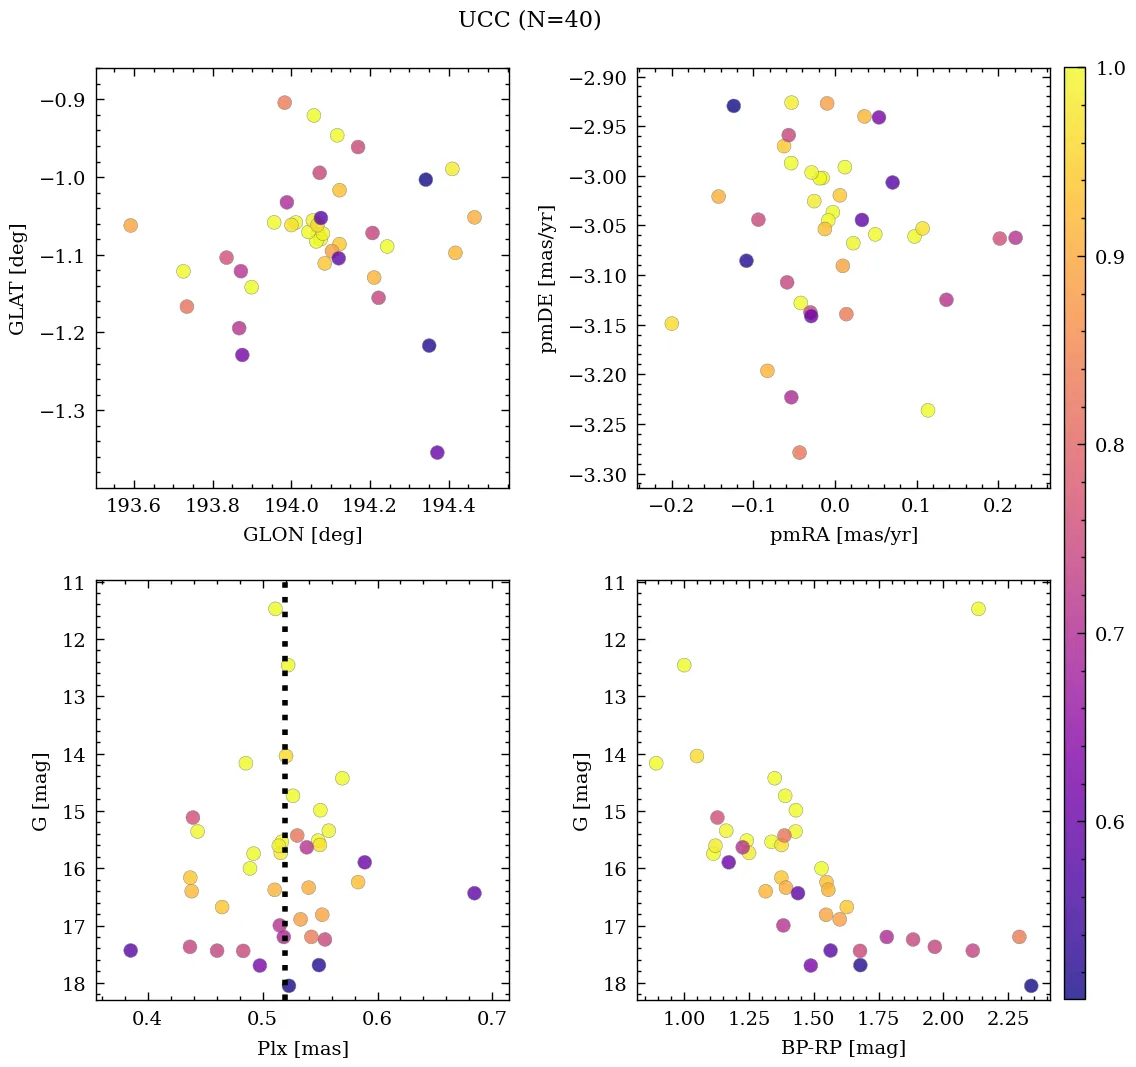 UCC (N=40)
−0.9
−1.0
−1.1
−1.2
−1.3
GLAT [deg]
193.6 193.8 194.0 194.2 194.4
GLON [deg]
−2.90
−2.95
−3.00
−3.05
−3.10
−3.15
−3.20
−3.25
−3.30
pmDE [mas/yr]
−0.2 −0.1 0.0 0.1 0.2
pmRA [mas/yr]
11
12
13
14
15
16
17
18
G [mag]
0.4 0.5 0.6 0.7
Plx [mas]
11
12
13
14
15
16
17
18
G [mag]
1.00 1.25 1.50 1.75 2.00 2.25
BP-RP [mag]
1.0
0.9
0.8
0.7
0.6